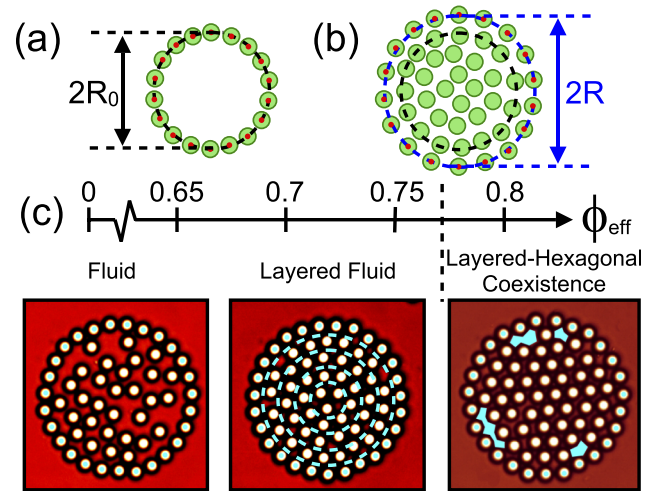 (a)
(b)
2R₀
2R
(c)
0 0.65 0.7 0.75 0.8
ϕeff
Fluid
Layered Fluid
Layered-Hexagonal
Coexistence